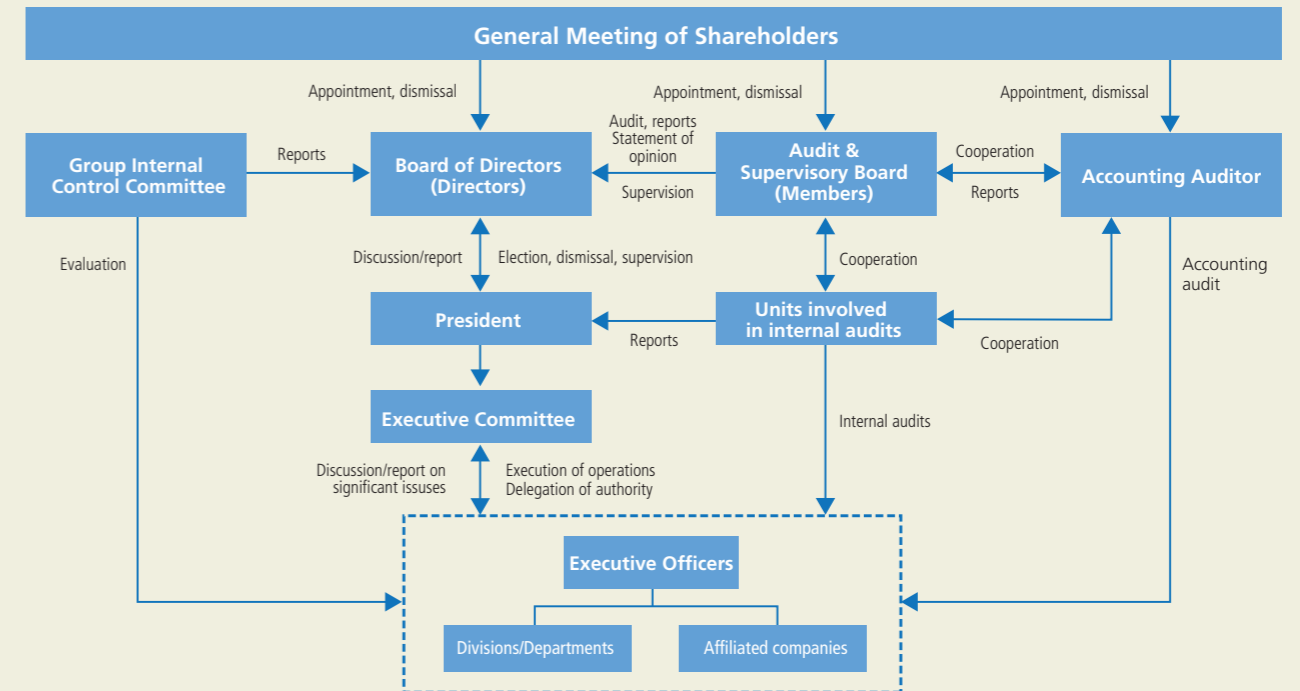 General Meeting of Shareholders
Appointment, dismissal
Appointment, dismissal
Appointment, dismissal
Group Internal
Control Committee
Reports
Board of Directors
(Directors)
Audit, reports
Statement of
opinion
Supervision
Audit &
Supervisory Board
(Members)
Cooperation
Reports
Accounting Auditor
Evaluation
Discussion/report
Election, dismissal, supervision
Cooperation
Accounting
audit
President
Reports
Units involved
in internal audits
Cooperation
Executive Committee
Internal audits
Discussion/report on
significant issuses
Execution of operations
Delegation of authority
Executive Officers
Divisions/Departments
Affiliated companies